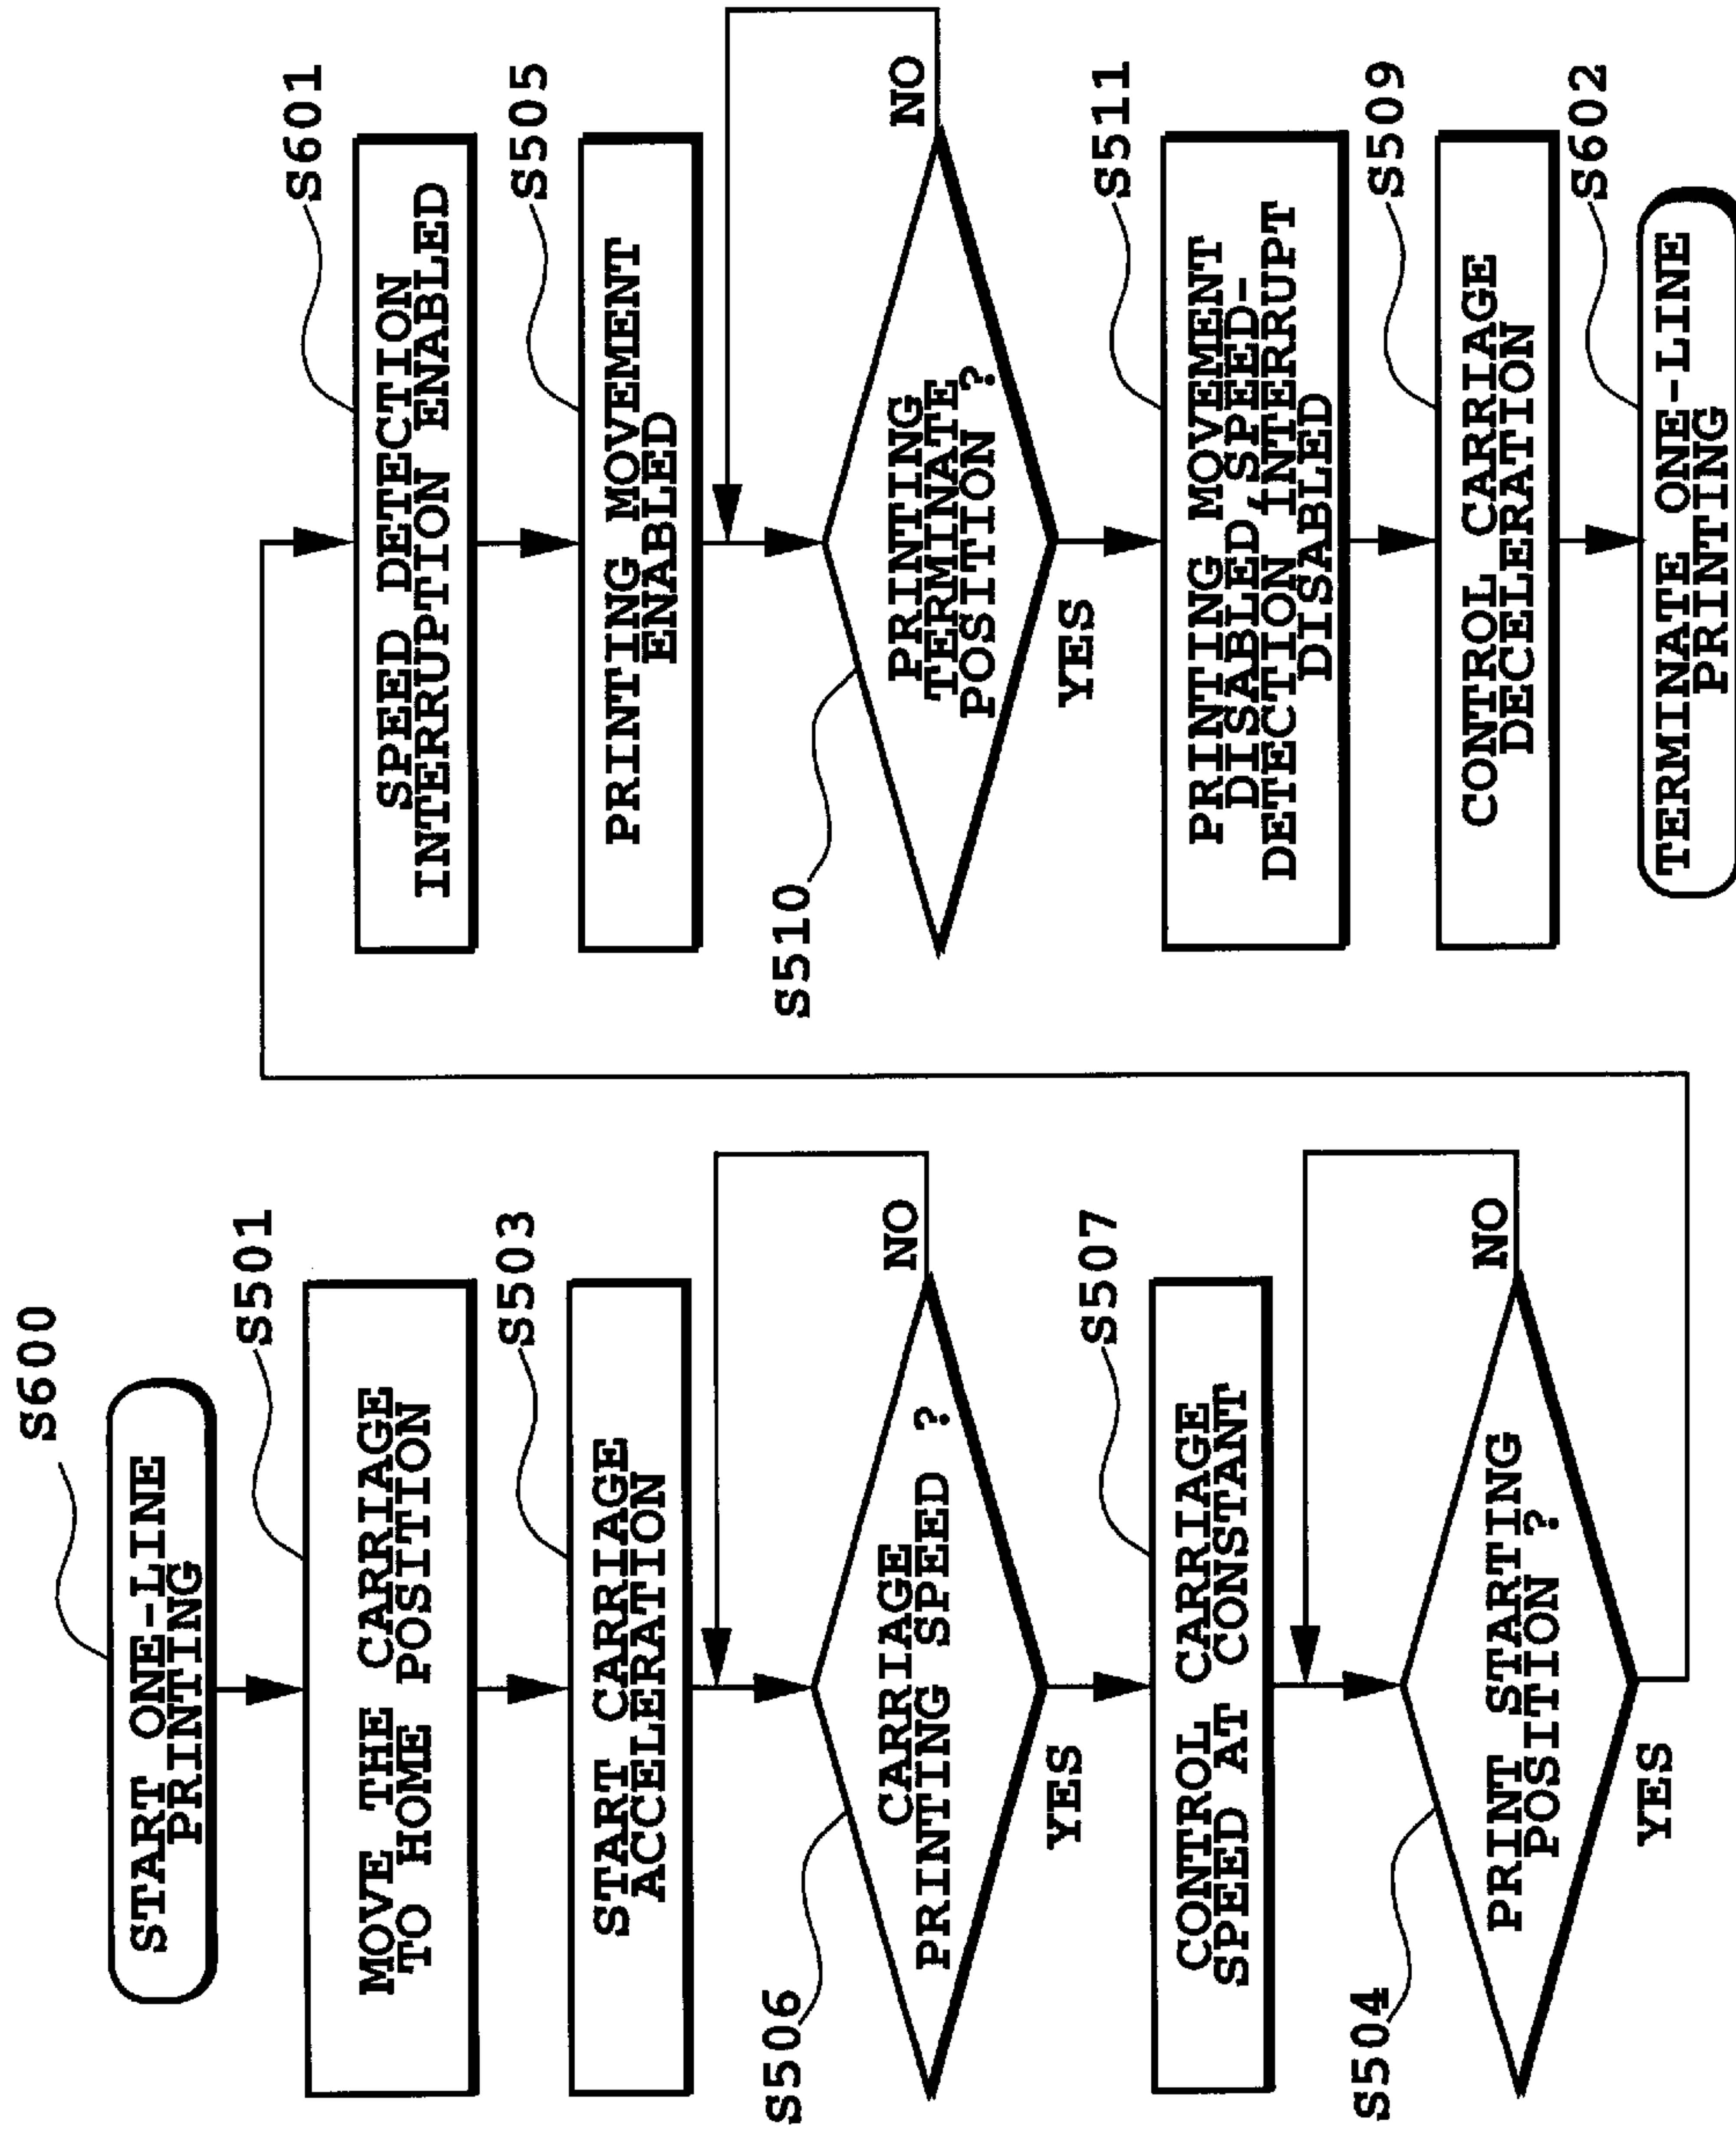 S600
START ONE-LINE
PRINTING
S501
MOVE THE CARRIAGE
TO HOME POSITION
S503
START CARRIAGE
ACCELERATION
S506
CARRIAGE
PRINTING SPEED ?
NO
YES
S507
CONTROL CARRIAGE
SPEED AT CONSTANT
S504
PRINT STARTING
POSITION ?
NO
YES
S601
SPEED DETECTION
INTERRUPTION ENABLED
S505
PRINTING MOVEMENT
ENABLED
S510
PRINTING
TERMINATE
POSITION ?
NO
YES
S511
PRINTING MOVEMENT
DISABLED,SPEED-
DETECTION INTERRUPT
DISABLED
S509
CONTROL CARRIAGE
DECELERATION
S602
TERMINATE ONE-LINE
PRINTING